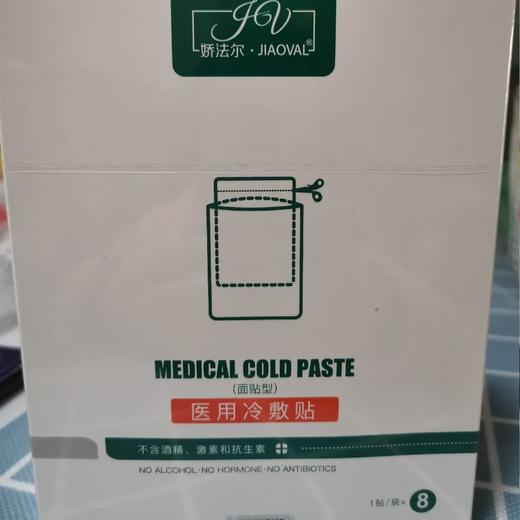 JV
娇法尔·JIAOVAL®
MEDICAL COLD PASTE
(面贴型)
医用冷敷贴
不含酒精、激素和抗生素
NO ALCOHOL·NO HORMONE·NO ANTIBIOTICS
1贴/袋×8